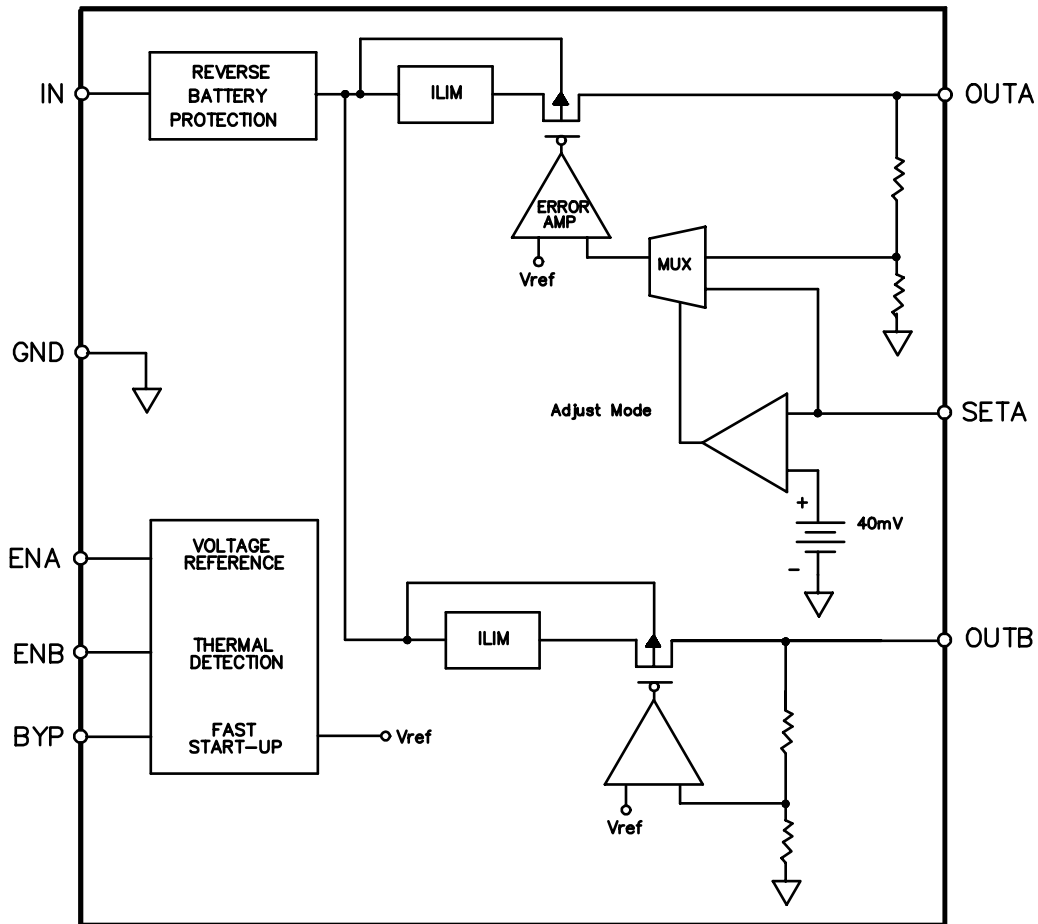 IN
REVERSE
BATTERY
PROTECTION
ILIM
OUTA
ERROR
AMP
Vref
MUX
GND
Adjust Mode
SETA
+
40mV
-
ENA
VOLTAGE
REFERENCE
ENB
THERMAL
DETECTION
BYP
FAST
START-UP
Vref
ILIM
OUTB
Vref